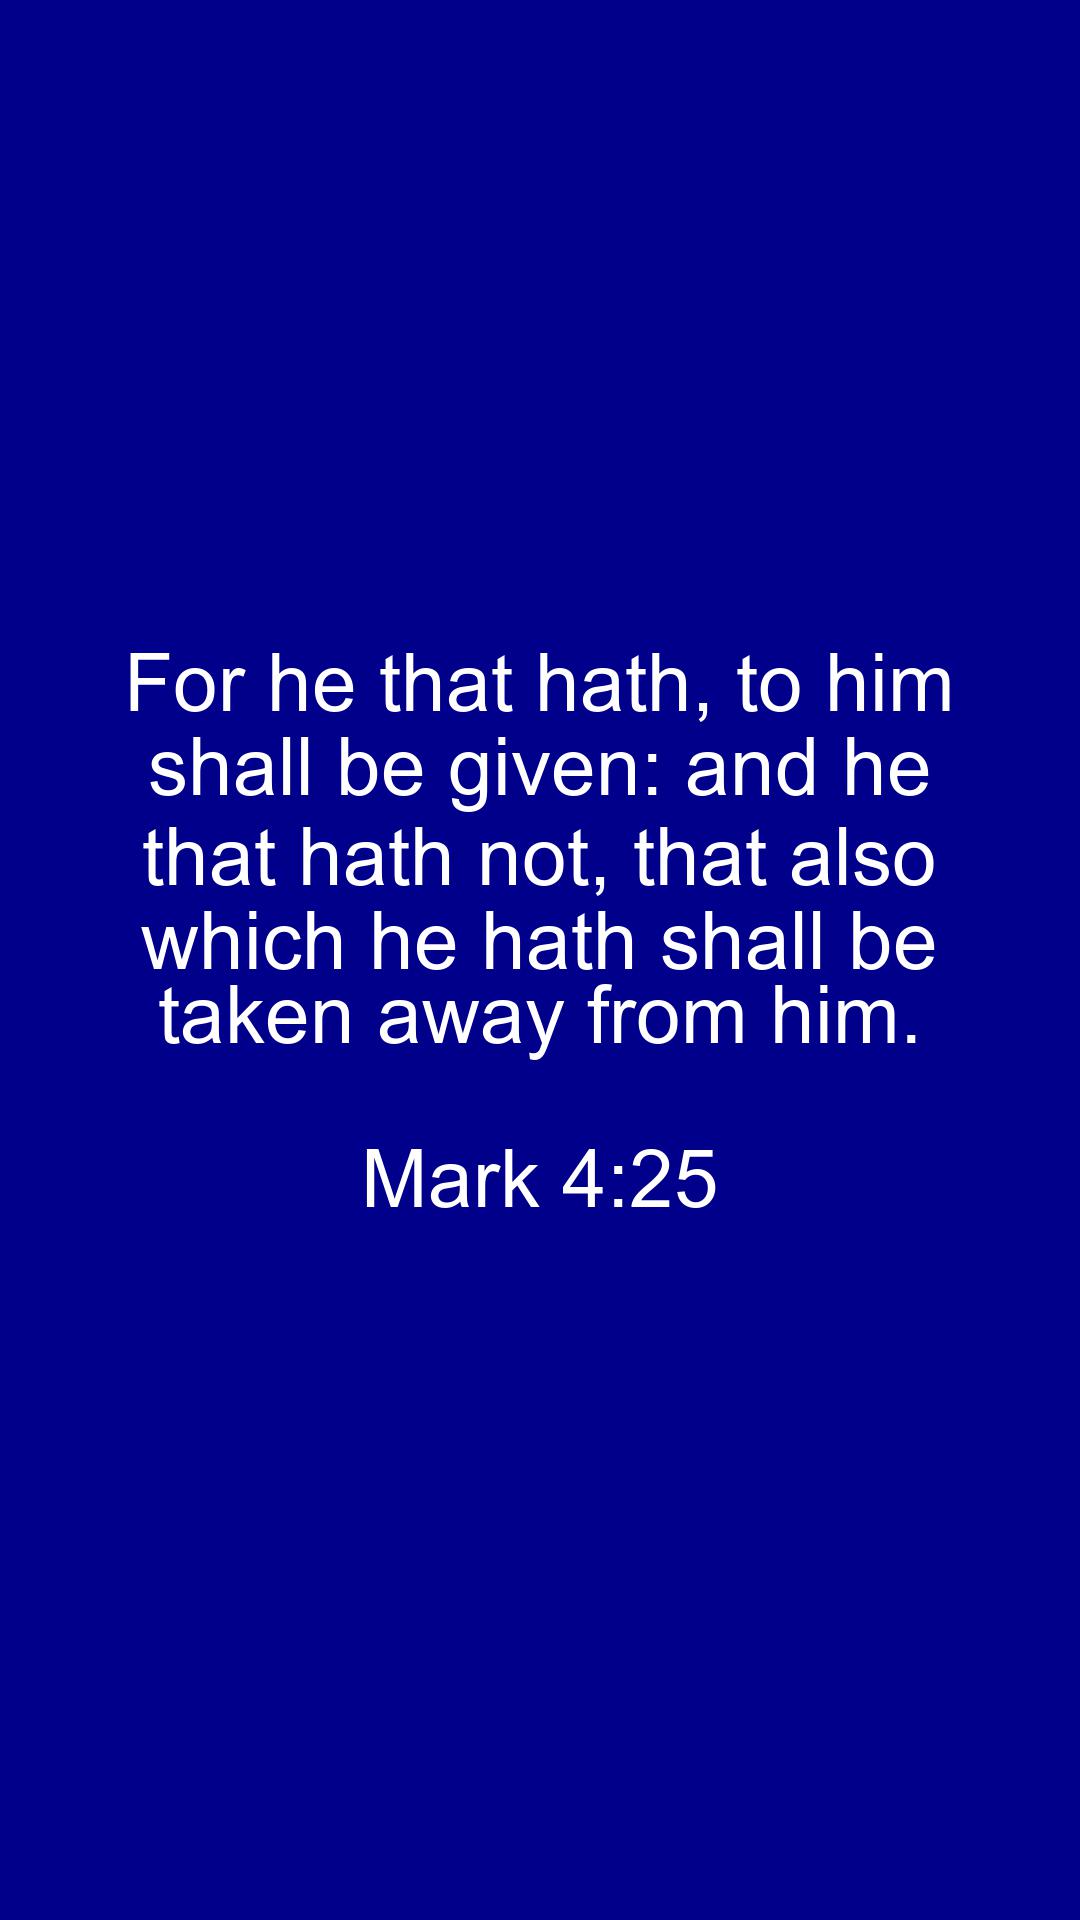 For he that hath, to him
shall be given: and he
that hath not, that also
which he hath shall be
taken away from him.
Mark 4:25